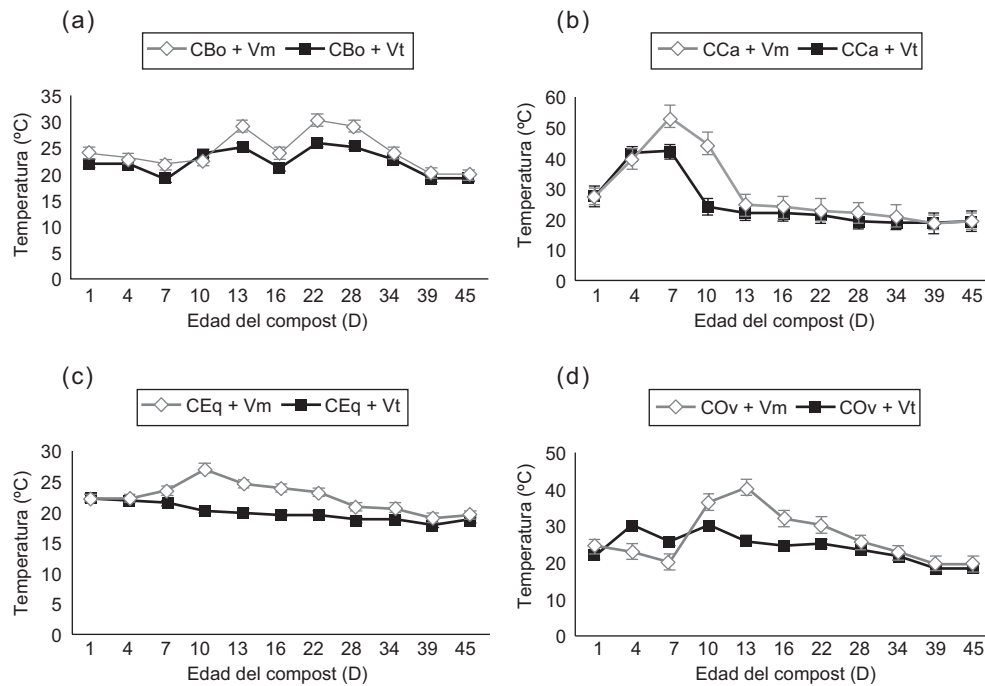 (a)
CBo + Vm CBo + Vt
Temperatura (ºC)
35
30
25
20
15
10
5
0
1 4 7 10 13 16 22 28 34 39 45
Edad del compost (D)
(b)
CCa + Vm CCa + Vt
Temperatura (ºC)
60
50
40
30
20
10
0
1 4 7 10 13 16 22 28 34 39 45
Edad del compost (D)
(c)
CEq + Vm CEq + Vt
Temperatura (ºC)
30
25
20
15
10
5
0
1 4 7 10 13 16 22 28 34 39 45
Edad del compost (D)
(d)
COv + Vm COv + Vt
Temperatura (ºC)
50
40
30
20
10
0
1 4 7 10 13 16 22 28 34 39 45
Edad del compost (D)